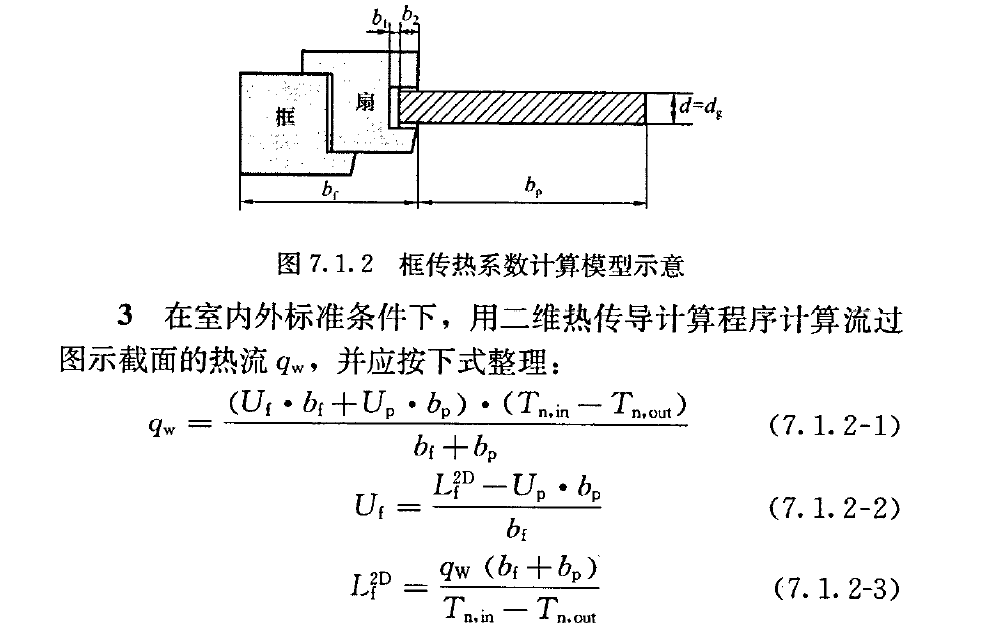 b₁ b₂
框 扇 d=dg
bf bp
图 7.1.2 框传热系数计算模型示意
3 在室内外标准条件下，用二维热传导计算程序计算流过
图示截面的热流 qw，并应按下式整理：
qw = (Uf · bf + Up · bp) · (Tn,in − Tn,out) / (bf + bp) (7.1.2-1)
Uf = (Lf²ᴰ − Up · bp) / bf (7.1.2-2)
Lf²ᴰ = qW (bf + bp) / (Tn,in − Tn,out) (7.1.2-3)